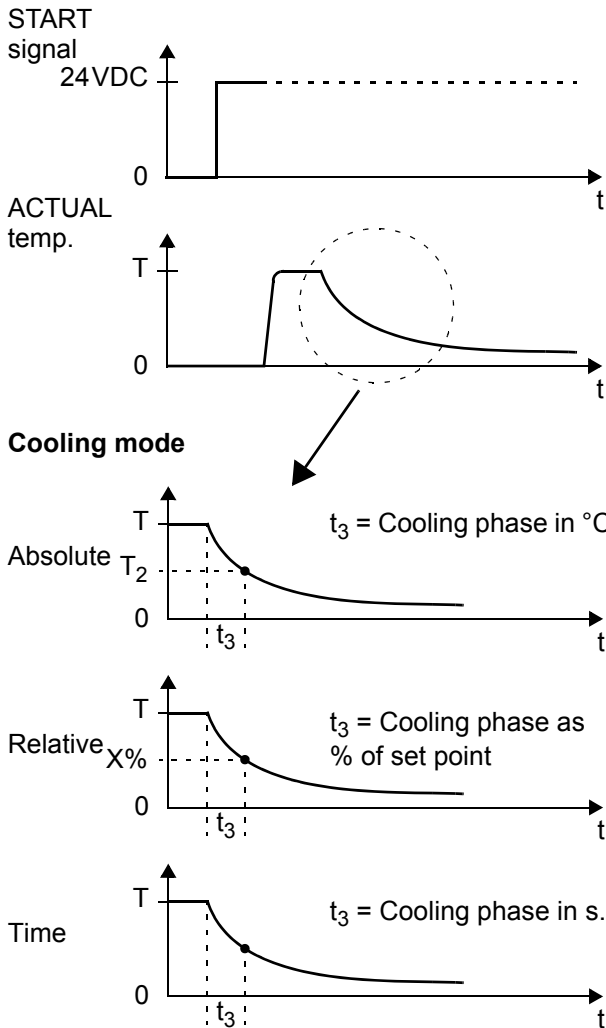 START
signal
24VDC
0
t
ACTUAL
temp.
T
0
t
Cooling mode
T
t3 = Cooling phase in °C
Absolute T2
0
t3
t
T
t3 = Cooling phase as
Relative X% % of set point
0
t3
t
T
t3 = Cooling phase in s.
Time
0
t3
t